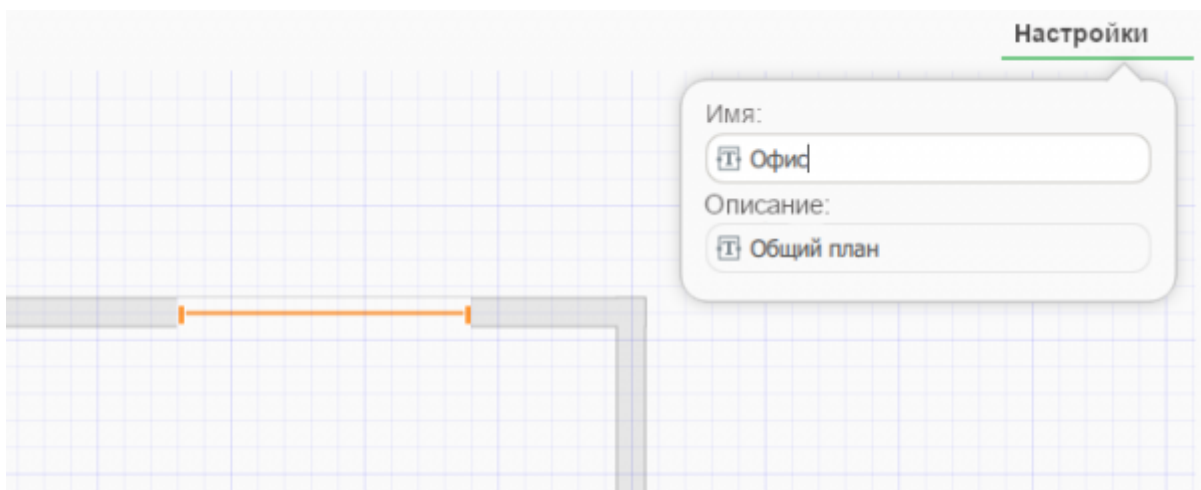 Настройки
Имя:
Офис
Описание:
Общий план